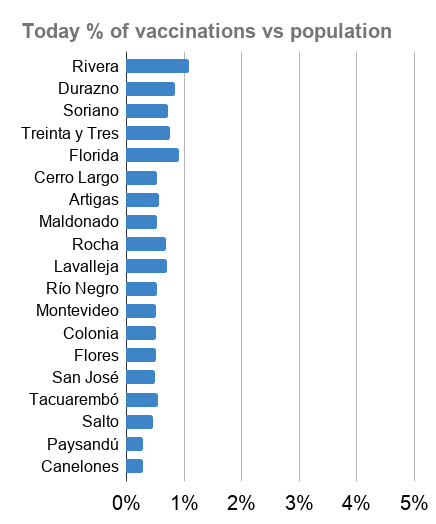 Today % of vaccinations vs population
Rivera
Durazno
Soriano
Treinta y Tres
Florida
Cerro Largo
Artigas
Maldonado
Rocha
Lavalleja
Río Negro
Montevideo
Colonia
Flores
San José
Tacuarembó
Salto
Paysandú
Canelones
0% 1% 2% 3% 4% 5%